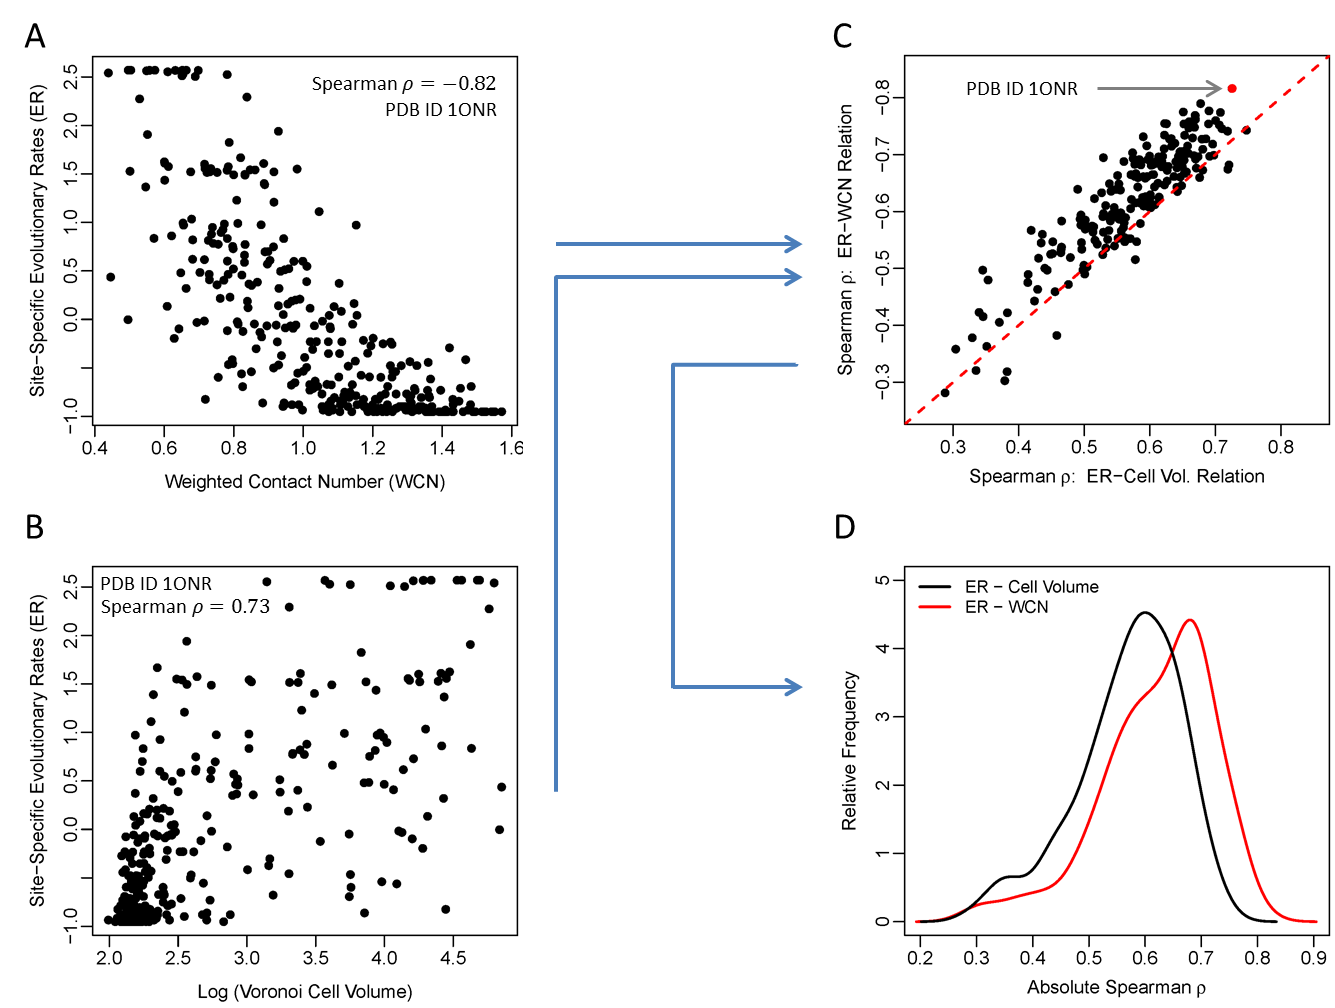 A
Site−Specific Evolutionary Rates (ER)
2.5
2.0
1.5
1.0
0.5
0.0
−1.0
Spearman ρ = −0.82
PDB ID 1ONR
0.4 0.6 0.8 1.0 1.2 1.4 1.6
Weighted Contact Number (WCN)
B
Site−Specific Evolutionary Rates (ER)
2.5
2.0
1.5
1.0
0.5
0.0
−1.0
PDB ID 1ONR
Spearman ρ = 0.73
2.0 2.5 3.0 3.5 4.0 4.5
Log (Voronoi Cell Volume)
C
Spearman ρ: ER−WCN Relation
−0.8
−0.7
−0.6
−0.5
−0.4
−0.3
PDB ID 1ONR
0.3 0.4 0.5 0.6 0.7 0.8
Spearman ρ: ER−Cell Vol. Relation
D
Relative Frequency
5
4
3
2
1
0
ER − Cell Volume
ER − WCN
0.2 0.3 0.4 0.5 0.6 0.7 0.8 0.9
Absolute Spearman ρ